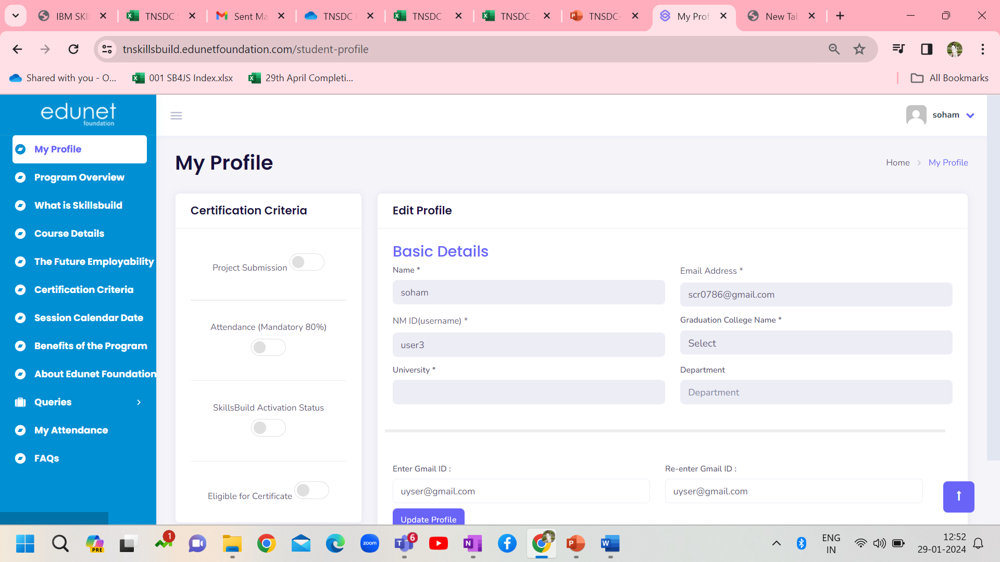 IBM SKI
TNSDC S
Sent Ma
TNSDC
TNSDC
TNSDC S
TNSDC-
My Prof
New Tab
tnskillsbuild.edunetfoundation.com/student-profile
Shared with you - O...
001 SB4JS Index.xlsx
29th April Completi...
All Bookmarks
edunet
foundation
soham
My Profile
Program Overview
What is Skillsbuild
Course Details
The Future Employability
Certification Criteria
Session Calendar Date
Benefits of the Program
About Edunet Foundation
Queries
My Attendance
FAQs
My Profile
Home > My Profile
Certification Criteria
Project Submission
Attendance (Mandatory 80%)
SkillsBuild Activation Status
Eligible for Certificate
Edit Profile
Basic Details
Name *
soham
Email Address *
scr0786@gmail.com
NM ID(username) *
user3
Graduation College Name *
Select
University *
Department
Department
Enter Gmail ID :
uyser@gmail.com
Re-enter Gmail ID :
uyser@gmail.com
Update Profile
PRE
1
zoom
T
6
N
P
W
ENG
IN
12:52
29-01-2024